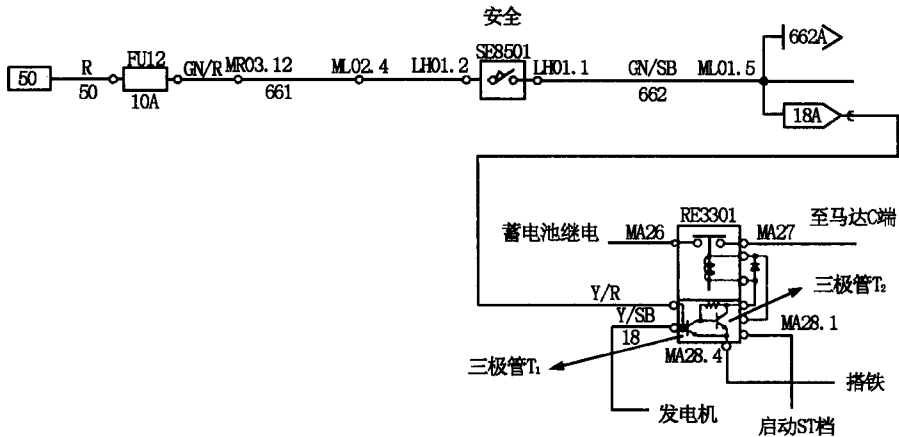 安全
50
R
50
FU12
10A
GN/R
MR03.12
661
ML02.4
LH01.2
SE8501
LH01.1
GN/SB
662
ML01.5
662A
18A
RE3301
至马达C端
蓄电池继电
MA26
MA27
Y/R
三极管T₂
Y/SB
18
MA28.1
三极管T₁
MA28.4
搭铁
发电机
启动ST档